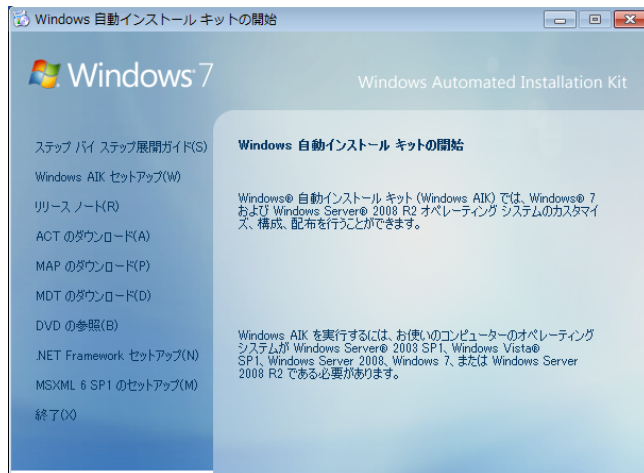 Windows 自動インストール キットの開始
Windows 7
Windows Automated Installation Kit
ステップ バイ ステップ展開ガイド(S)
Windows AIK セットアップ(W)
リリース ノート(R)
ACT のダウンロード(A)
MAP のダウンロード(P)
MDT のダウンロード(D)
DVD の参照(B)
.NET Framework セットアップ(N)
MSXML 6 SP1 のセットアップ(M)
終了(X)
Windows 自動インストール キットの開始
Windows® 自動インストール キット (Windows AIK) では、Windows® 7
および Windows Server® 2008 R2 オペレーティング システムのカスタマイ
ズ、構成、配布を行うことができます。
Windows AIK を実行するには、お使いのコンピューターのオペレーティング
システムが Windows Server® 2003 SP1、Windows Vista®
SP1、Windows Server 2008、Windows 7、または Windows Server
2008 R2 である必要があります。